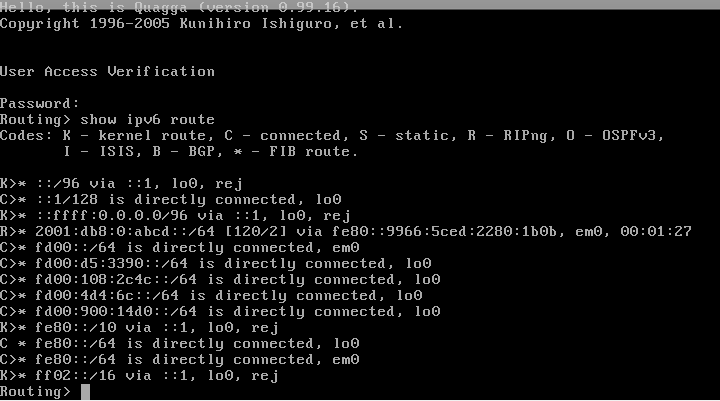 Hello, this is Quagga (version 0.99.16).
Copyright 1996-2005 Kunihiro Ishiguro, et al.
User Access Verification
Password:
Routing> show ipv6 route
Codes: K - kernel route, C - connected, S - static, R - RIPng, O - OSPFv3,
I - ISIS, B - BGP, * - FIB route.
K>* ::/96 via ::1, lo0, rej
C>* ::1/128 is directly connected, lo0
K>* ::ffff:0.0.0.0/96 via ::1, lo0, rej
R>* 2001:db8:0:abcd::/64 [120/2] via fe80::9966:5ced:2280:1b0b, em0, 00:01:27
C>* fd00::/64 is directly connected, em0
C>* fd00:d5:3390::/64 is directly connected, lo0
C>* fd00:108:2c4c::/64 is directly connected, lo0
C>* fd00:4d4:6c::/64 is directly connected, lo0
C>* fd00:900:14d0::/64 is directly connected, lo0
K>* fe80::/10 via ::1, lo0, rej
C * fe80::/64 is directly connected, lo0
C>* fe80::/64 is directly connected, em0
K>* ff02::/16 via ::1, lo0, rej
Routing>